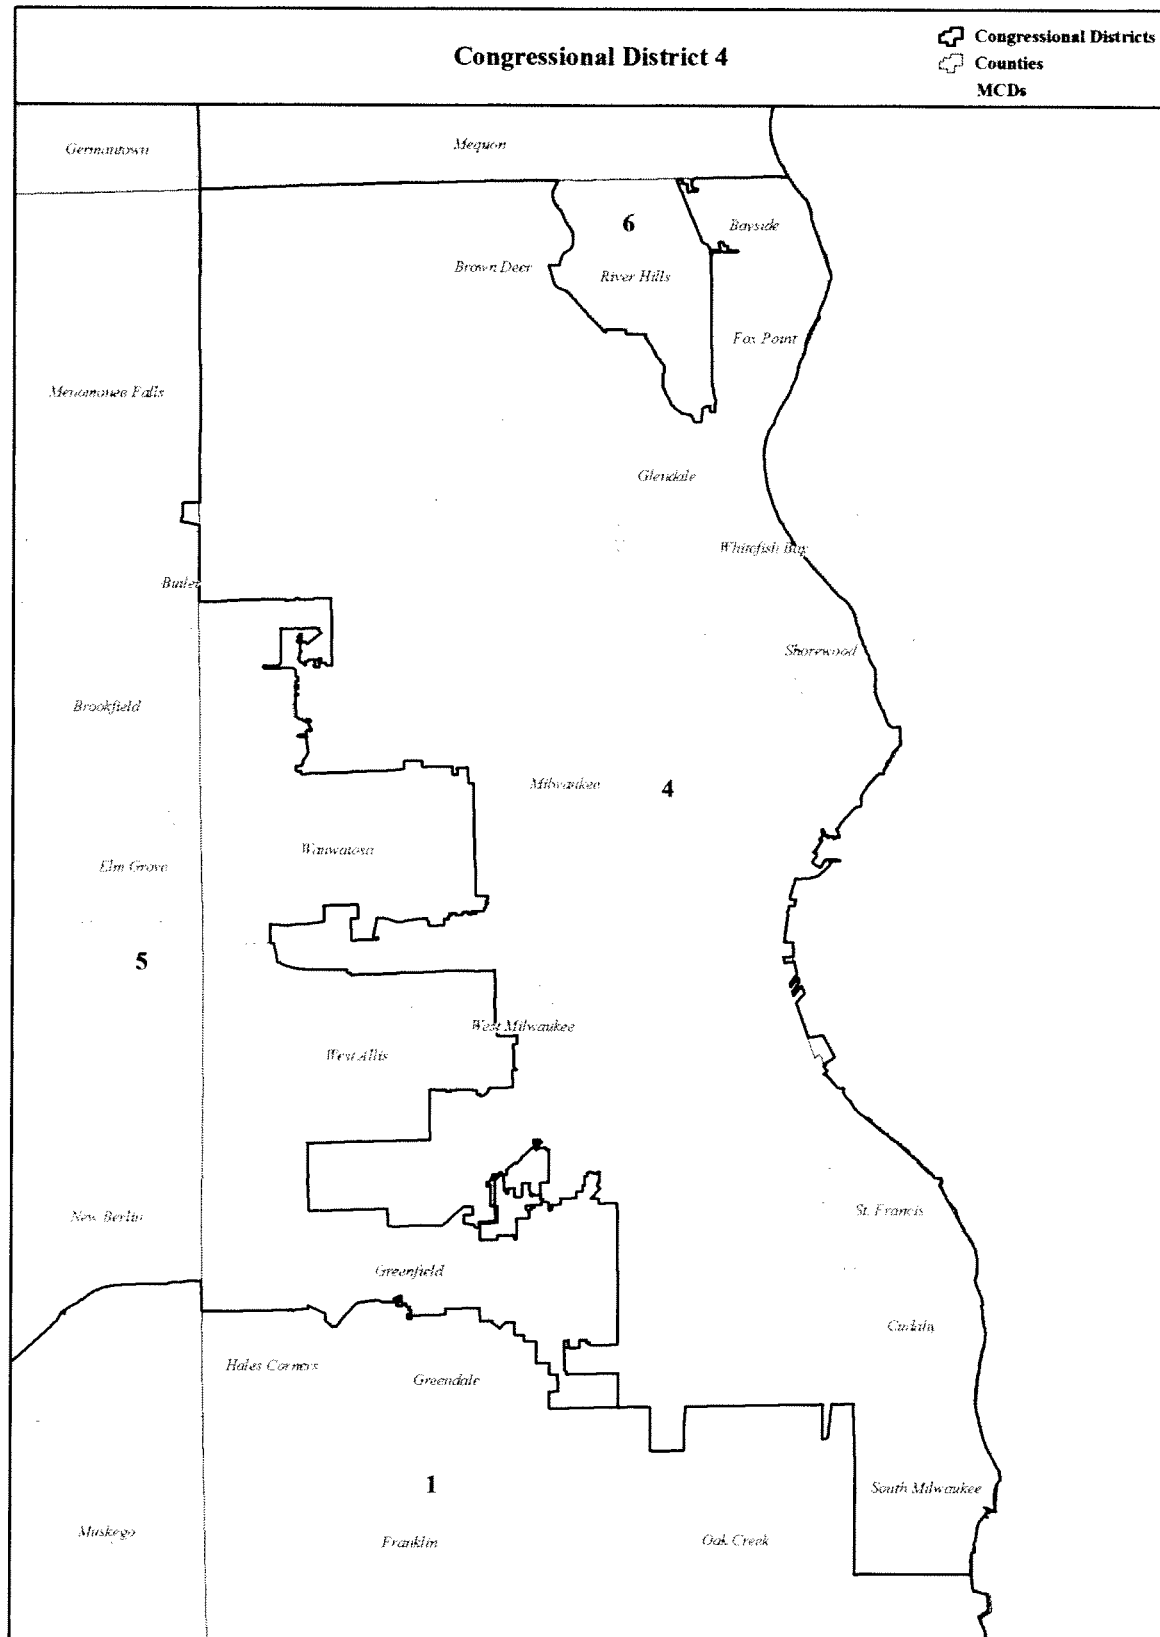 Congressional District 4
Congressional Districts
Counties
MCDs
Germantown
Mequon
6
Bayside
Brown Deer
River Hills
Fox Point
Menomonee Falls
Glendale
Whitefish Bay
Butler
Shorewood
Brookfield
Milwaukee
4
Wauwatosa
Elm Grove
5
West Milwaukee
West Allis
New Berlin
St. Francis
Greenfield
Cudahy
Hales Corners
Greendale
1
South Milwaukee
Muskego
Franklin
Oak Creek